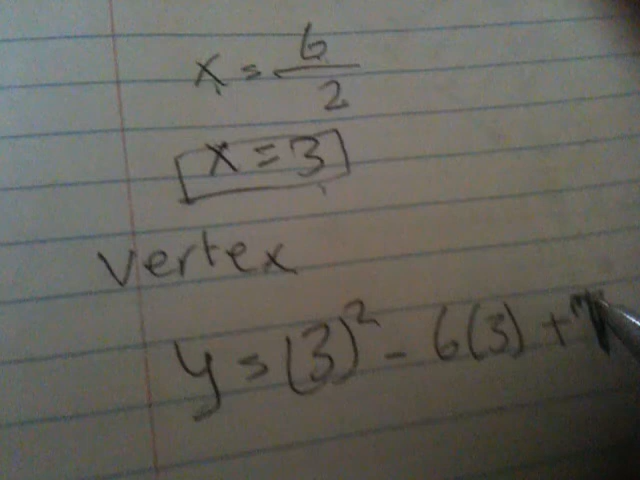 x = 6/2
x = 3
Vertex
y = (3)² - 6(3) +